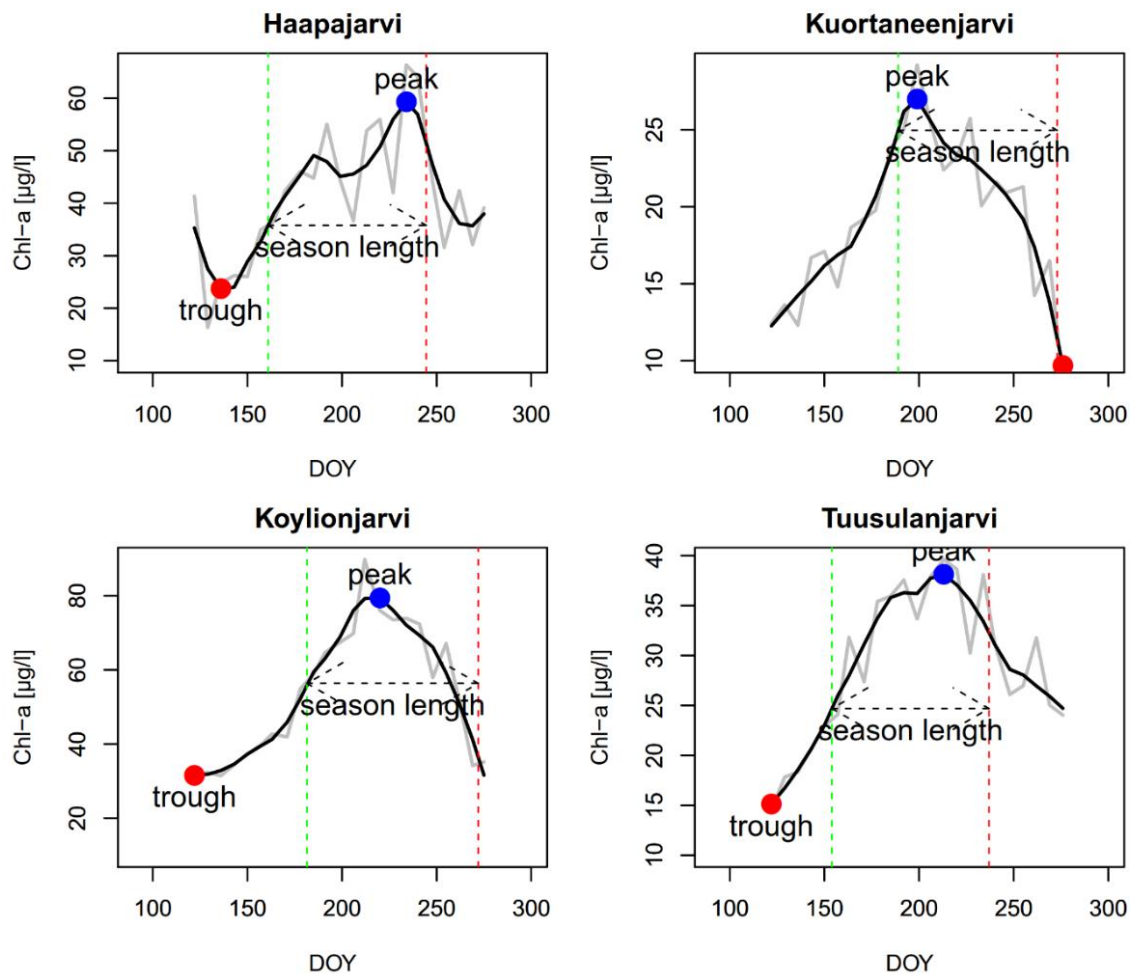 Haapajarvi
Chl−a [µg/l]
60
50
40
30
20
10
peak
season length
trough
100 150 200 250 300
DOY
Kuortaneenjarvi
Chl−a [µg/l]
25
20
15
10
peak
season length
100 150 200 250 300
DOY
Koylionjarvi
Chl−a [µg/l]
80
60
40
20
peak
season length
trough
100 150 200 250 300
DOY
Tuusulanjarvi
Chl−a [µg/l]
40
35
30
25
20
15
10
peak
season length
trough
100 150 200 250 300
DOY